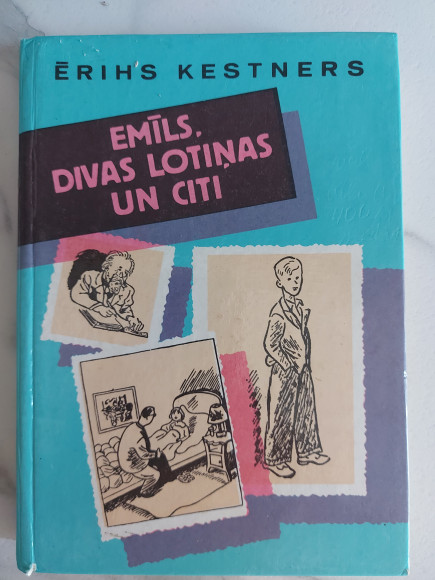 ĒRIHS KESTNERS
EMĪLS,
DIVAS LOTIŅAS
UN CITI